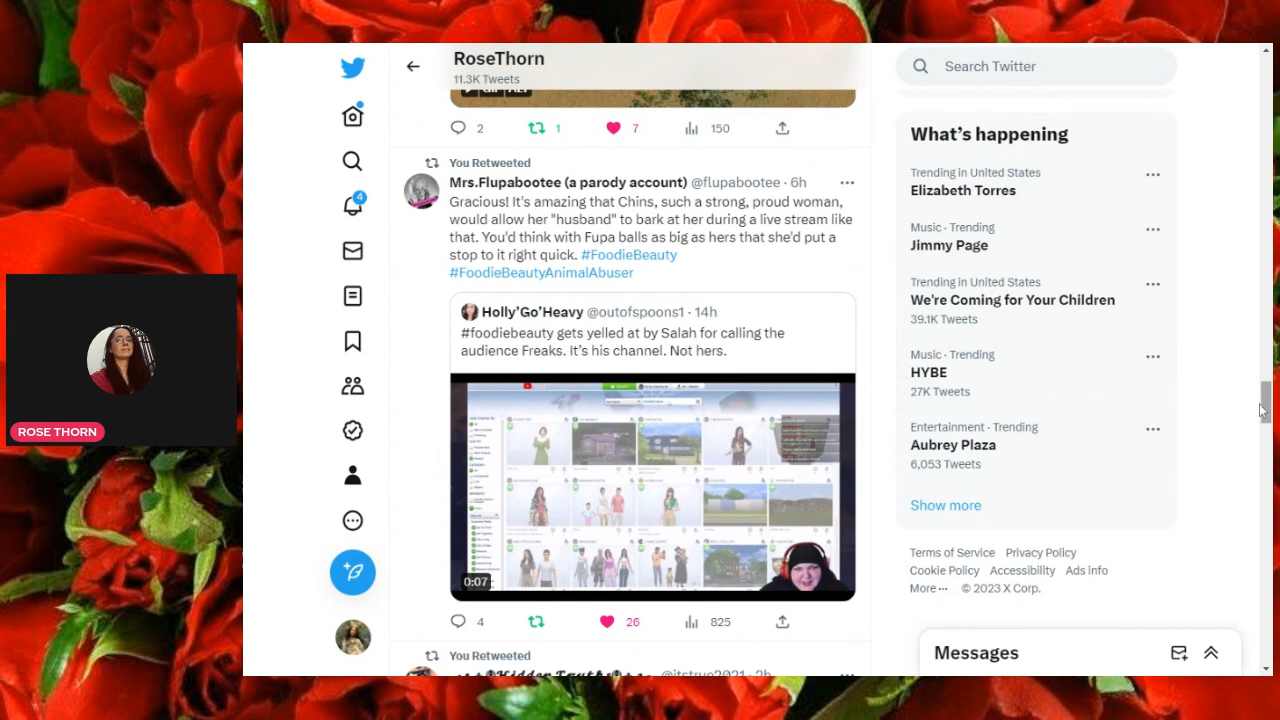 RoseThorn
11.3K Tweets
2
1
7
150
You Retweeted
Mrs.Flupabootee (a parody account) @flupabootee · 6h
Gracious! It's amazing that Chins, such a strong, proud woman,
would allow her "husband" to bark at her during a live stream like
that. You'd think with Fupa balls as big as hers that she'd put a
stop to it right quick. #FoodieBeauty
#FoodieBeautyAnimalAbuser
Holly'Go'Heavy @outofspoons1 · 14h
#foodiebeauty gets yelled at by Salah for calling the
audience Freaks. It's his channel. Not hers.
0:07
4
26
825
You Retweeted
ROSE THORN
4
Search Twitter
What's happening
Trending in United States
Elizabeth Torres
Music · Trending
Jimmy Page
Trending in United States
We're Coming for Your Children
39.1K Tweets
Music · Trending
HYBE
27K Tweets
Entertainment · Trending
Aubrey Plaza
6,053 Tweets
Show more
Terms of Service Privacy Policy
Cookie Policy Accessibility Ads info
More ··· © 2023 X Corp.
Messages